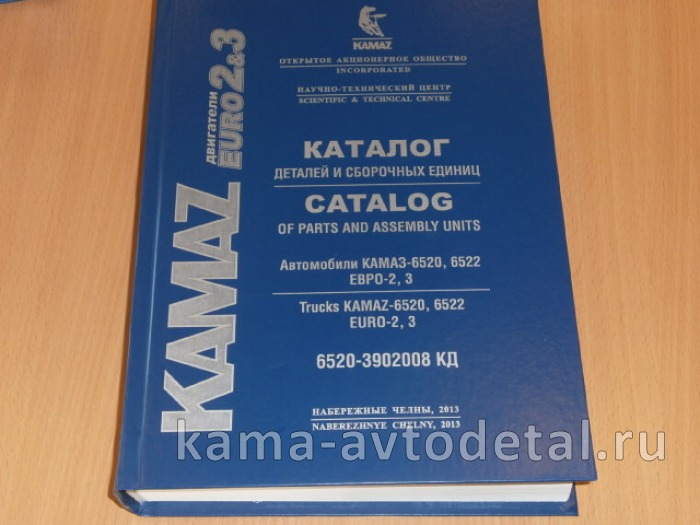 KAMAZ
ОТКРЫТОЕ АКЦИОНЕРНОЕ ОБЩЕСТВО
INCORPORATED
НАУЧНО-ТЕХНИЧЕСКИЙ ЦЕНТР
SCIENTIFIC & TECHNICAL CENTRE
KAMAZ
двигатели
EURO 2&3
КАТАЛОГ
ДЕТАЛЕЙ И СБОРОЧНЫХ ЕДИНИЦ
CATALOG
OF PARTS AND ASSEMBLY UNITS
Автомобили КАМАЗ-6520, 6522
ЕВРО-2, 3
Trucks KAMAZ-6520, 6522
EURO-2, 3
6520-3902008 КД
НАБЕРЕЖНЫЕ ЧЕЛНЫ, 2013
NABEREZHNYE CHELNY, 2013
kama-avtodetal.ru